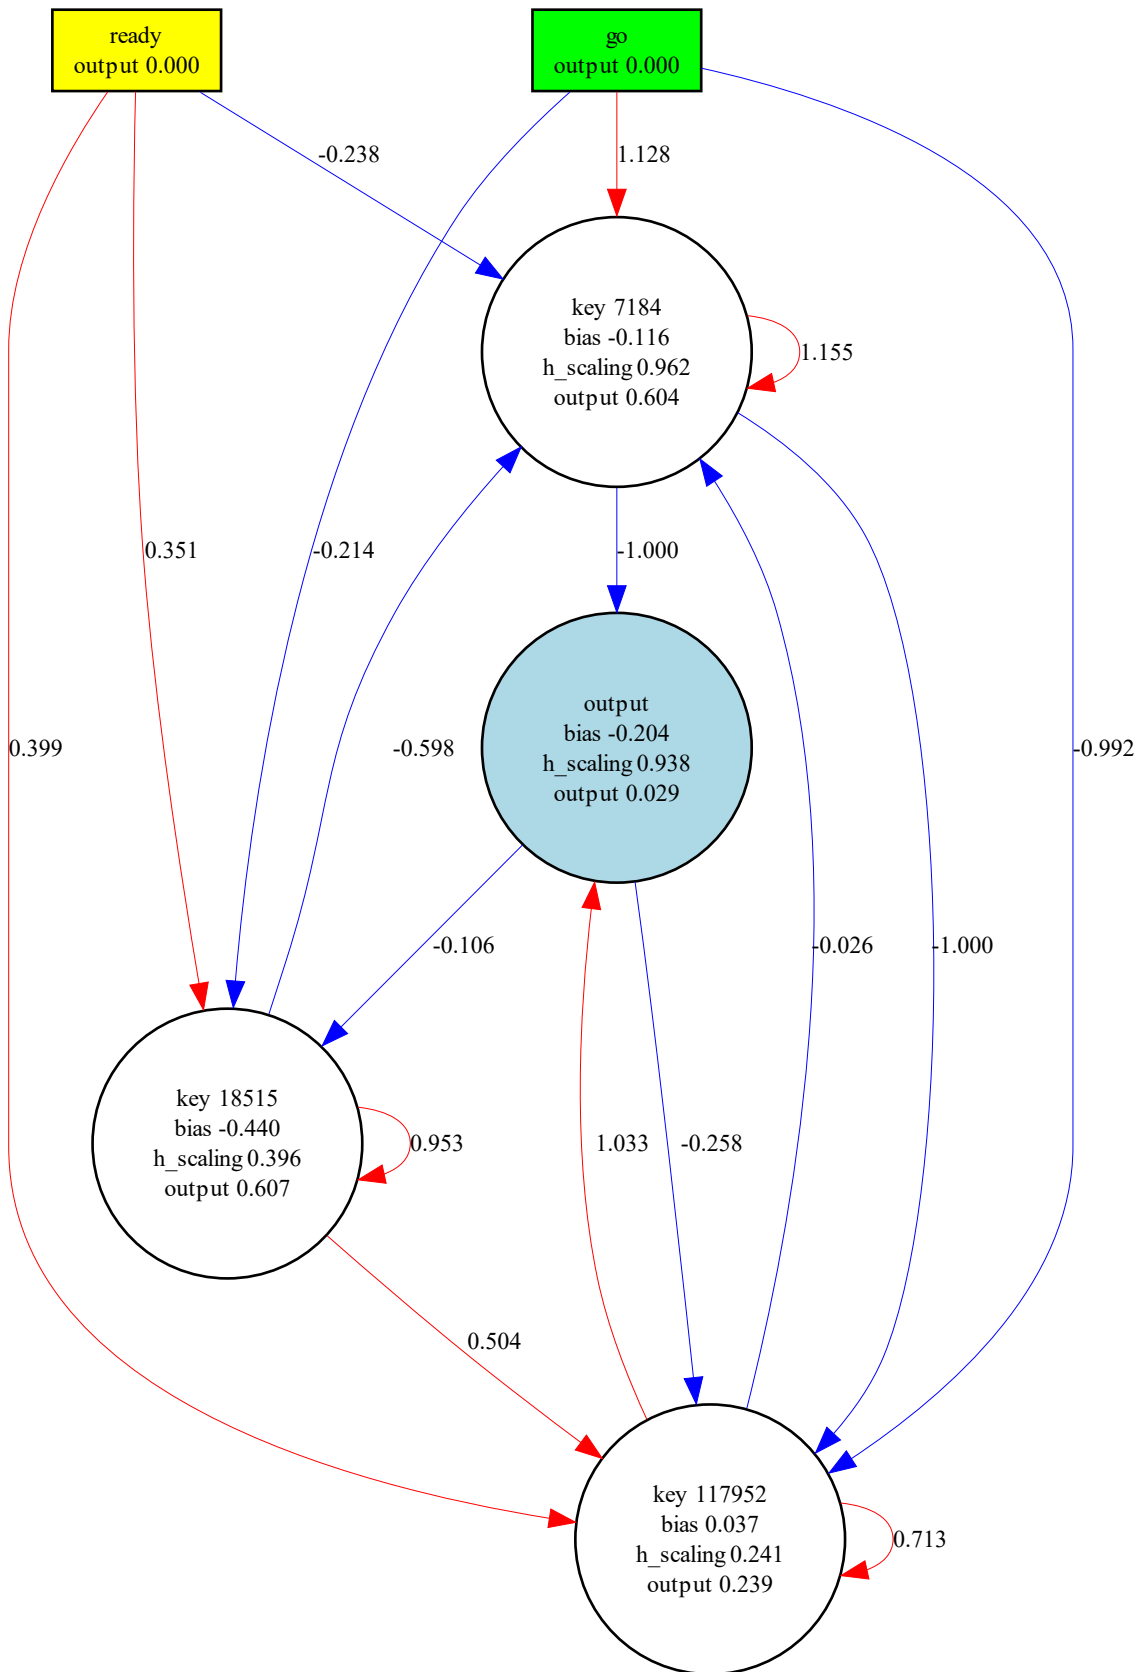 ready
output 0.000
go
output 0.000
-0.238
1.128
key 7184
bias -0.116
h_scaling 0.962
output 0.604
1.155
0.351
-0.214
-1.000
output
bias -0.204
h_scaling 0.938
output 0.029
0.399
-0.598
-0.992
-0.106
-0.026
-1.000
key 18515
bias -0.440
h_scaling 0.396
output 0.607
0.953
1.033
-0.258
0.504
key 117952
bias 0.037
h_scaling 0.241
output 0.239
0.713